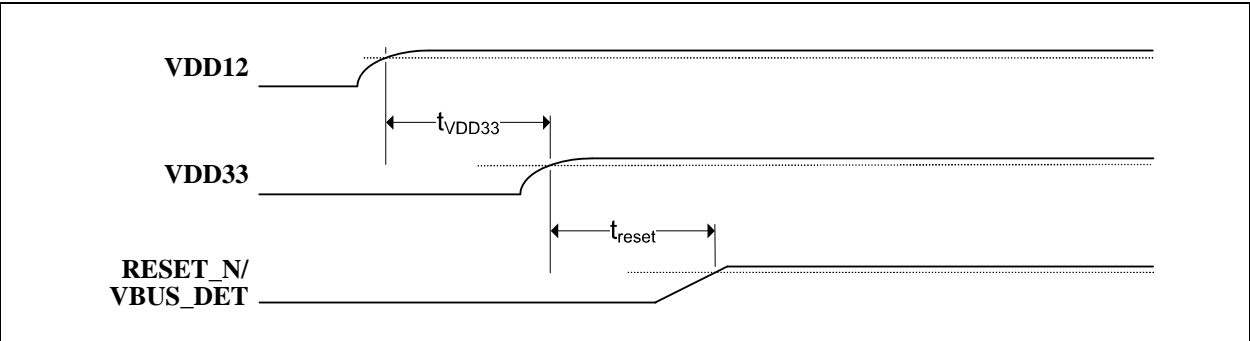 VDD12
tVDD33
VDD33
treset
RESET_N/
VBUS_DET